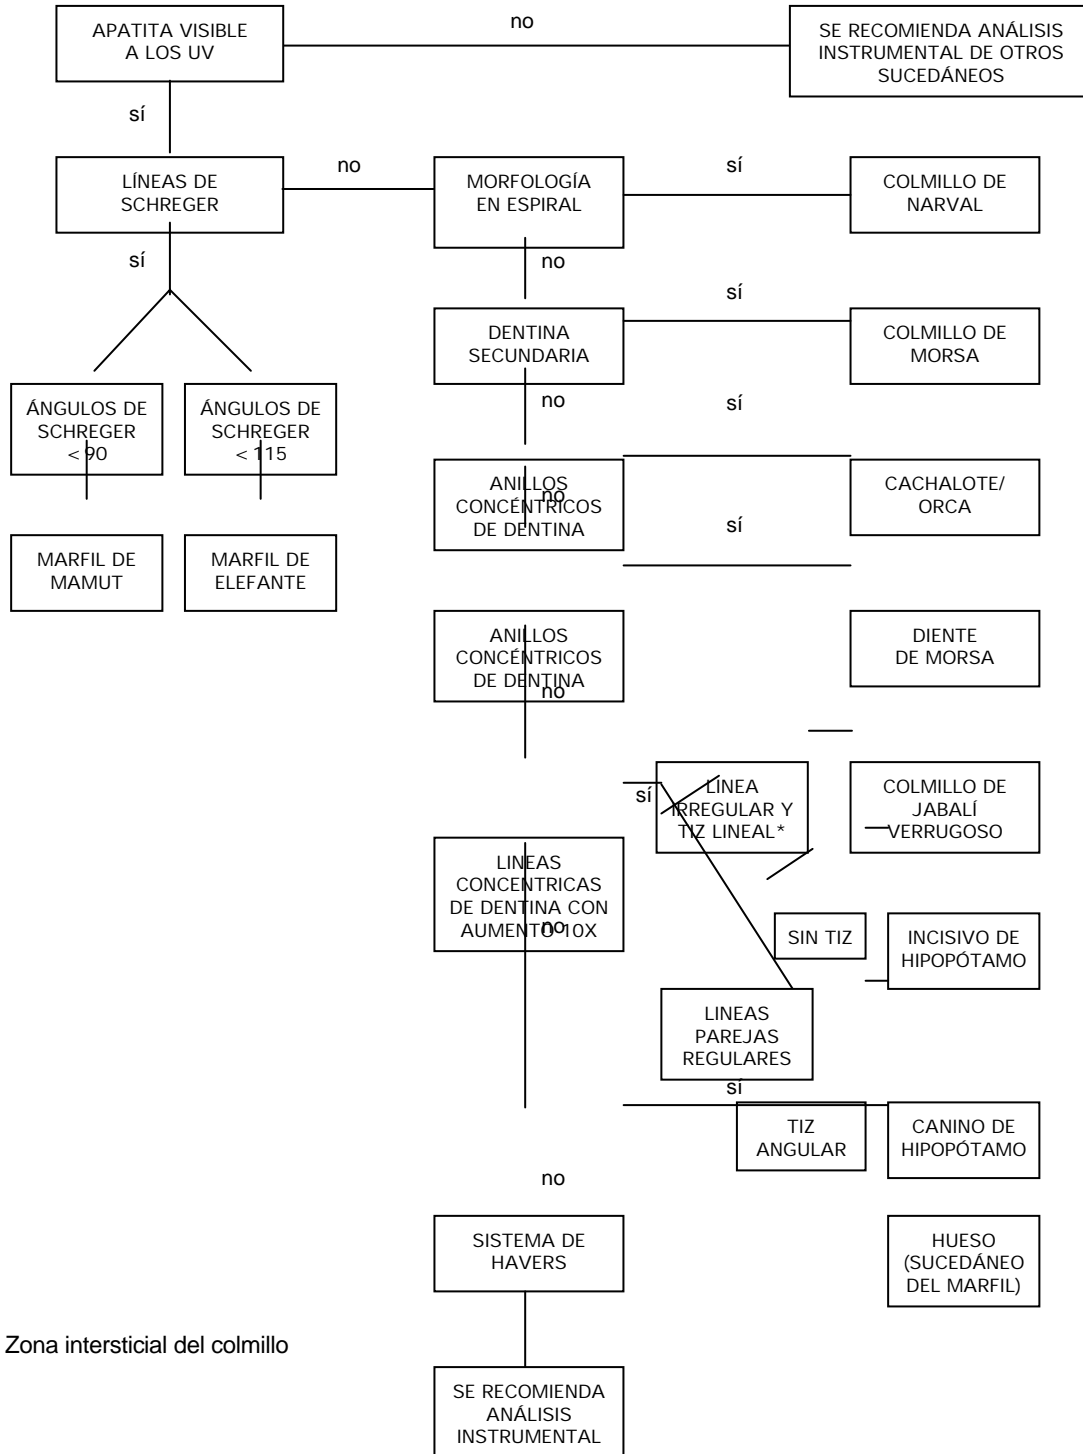 APATITA VISIBLE
A LOS UV
no
SE RECOMIENDA ANÁLISIS
INSTRUMENTAL DE OTROS
SUCEDÁNEOS
sí
LÍNEAS DE
SCHREGER
no
MORFOLOGÍA
EN ESPIRAL
sí
COLMILLO DE
NARVAL
sí
no
DENTINA
SECUNDARIA
sí
COLMILLO DE
MORSA
ÁNGULOS DE
SCHREGER
< 90
ÁNGULOS DE
SCHREGER
< 115
no
sí
ANILLOS
CONCÉNTRICOS
DE DENTINA
no
CACHALOTE/
ORCA
sí
MARFIL DE
MAMUT
MARFIL DE
ELEFANTE
ANILLOS
CONCÉNTRICOS
DE DENTINA
no
DIENTE
DE MORSA
sí
LÍNEA
IRREGULAR Y
TIZ LINEAL*
COLMILLO DE
JABALÍ
VERRUGOSO
LINEAS
CONCENTRICAS
DE DENTINA CON
AUMENTO 10X
no
SIN TIZ
INCISIVO DE
HIPOPÓTAMO
LINEAS
PAREJAS
REGULARES
sí
TIZ
ANGULAR
CANINO DE
HIPOPÓTAMO
no
SISTEMA DE
HAVERS
HUESO
(SUCEDÁNEO
DEL MARFIL)
Zona intersticial del colmillo
SE RECOMIENDA
ANÁLISIS
INSTRUMENTAL